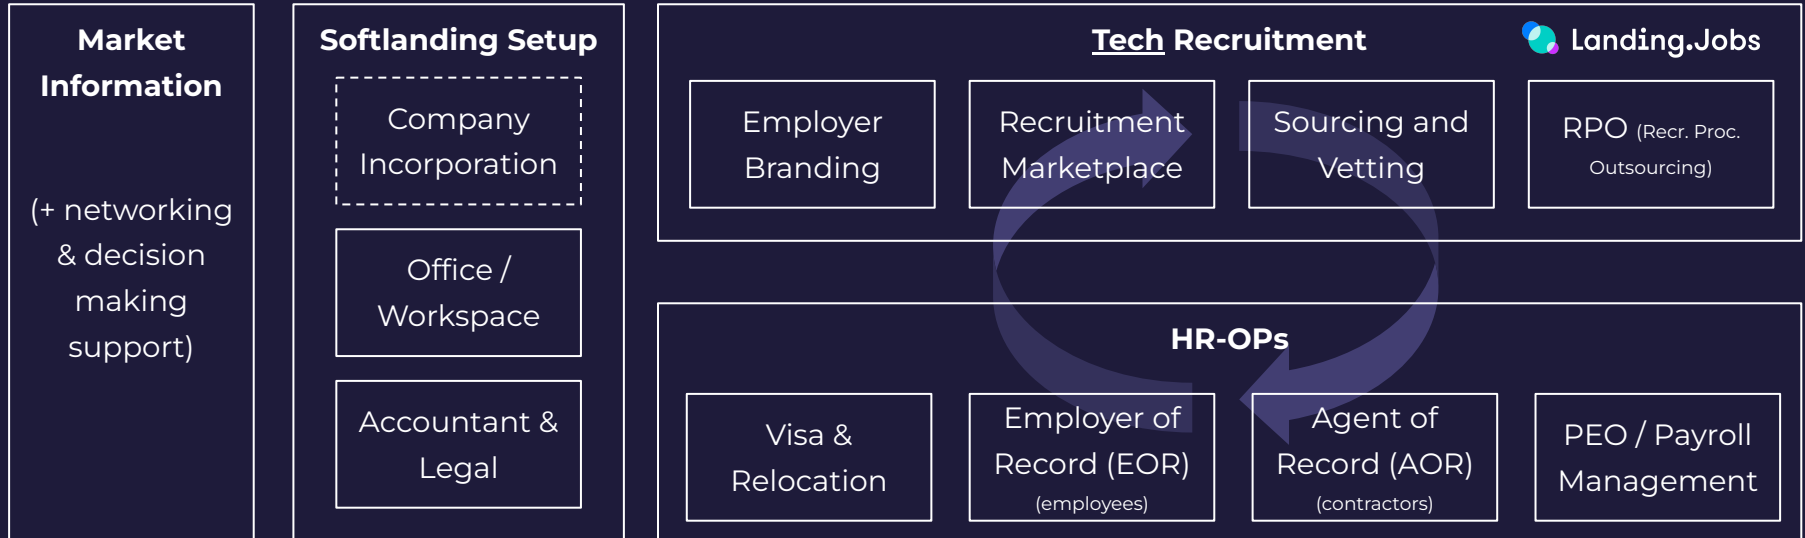 Market
Information
(+ networking
& decision
making
support)
Softlanding Setup
Company
Incorporation
Office /
Workspace
Accountant &
Legal
Tech Recruitment
Landing.Jobs
Employer
Branding
Recruitment
Marketplace
Sourcing and
Vetting
RPO (Recr. Proc.
Outsourcing)
HR-OPs
Visa &
Relocation
Employer of
Record (EOR)
(employees)
Agent of
Record (AOR)
(contractors)
PEO / Payroll
Management